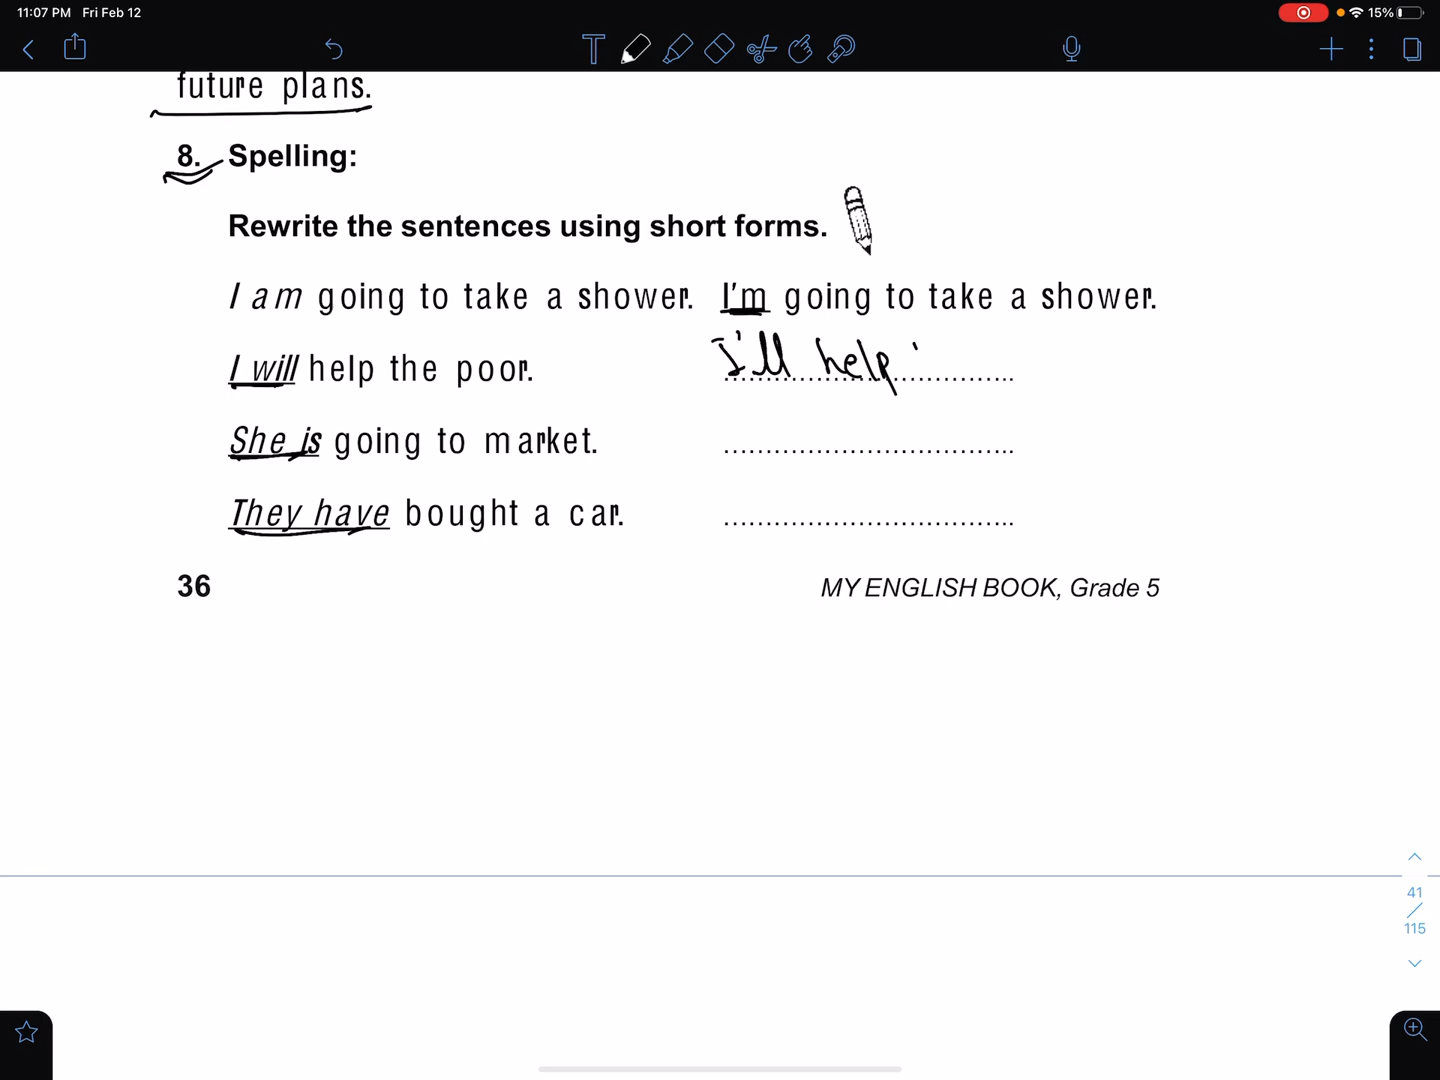 11:07 PM Fri Feb 12 15%
future plans.
8. Spelling:
Rewrite the sentences using short forms.
I am going to take a shower. I'm going to take a shower.
I will help the poor. I'll help
She is going to market. ....................................
They have bought a car. ....................................
36 MY ENGLISH BOOK, Grade 5
41
115